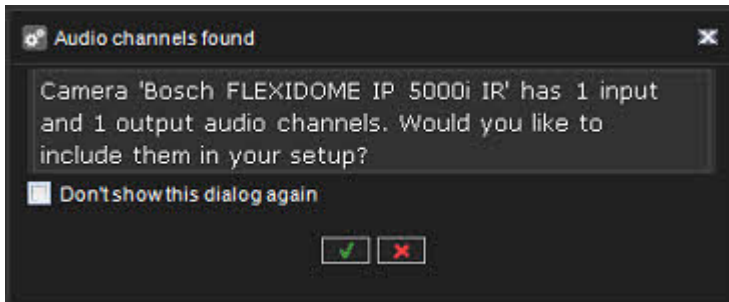 Audio channels found
Camera 'Bosch FLEXIDOME IP 5000i IR' has 1 input
and 1 output audio channels. Would you like to
include them in your setup?
Don't show this dialog again